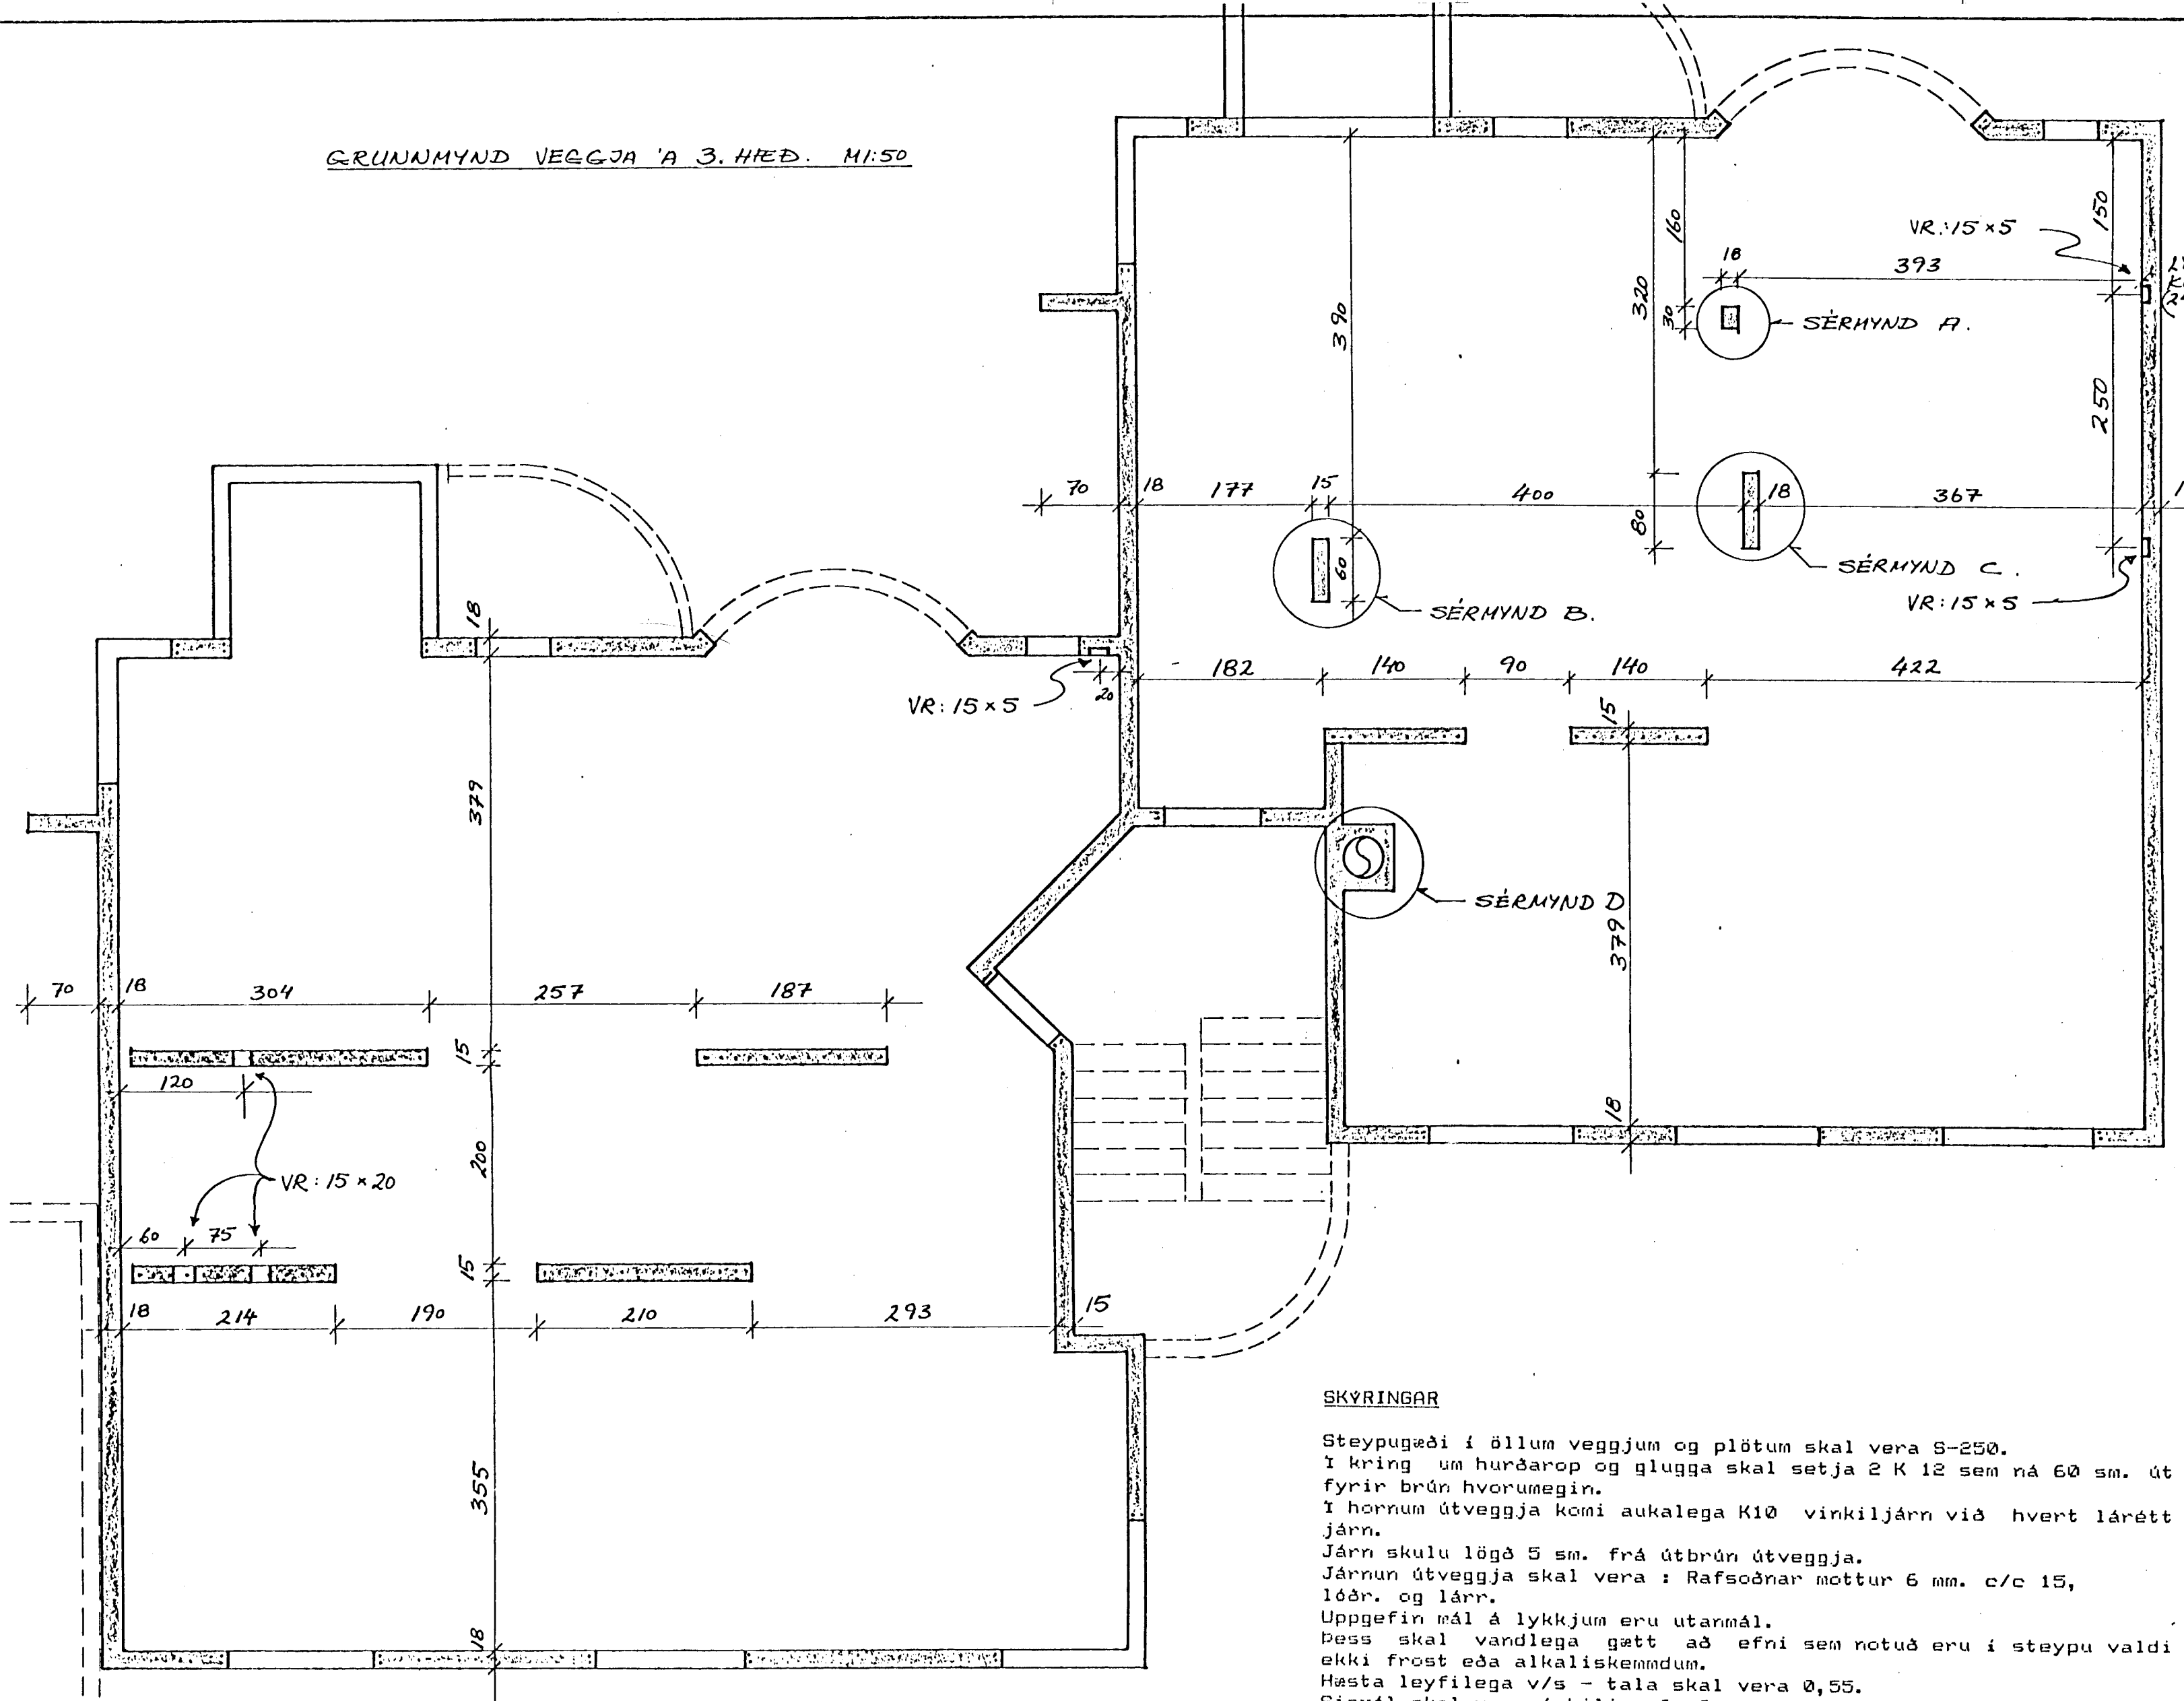 GRUNNMYND VEGGJA Á 3. HÆÐ. M1:50
160
150
VR.: 15 × 5
18
393
320
30
390
SÉRMYND A.
250
70
18
177
15
400
18
367
80
60
SÉRMYND C.
VR: 15 × 5
SÉRMYND B.
18
VR: 15 × 5
20
182
140
90
140
422
15
379
SÉRMYND D
379
70
18
304
257
187
15
120
18
200
VR: 15 × 20
60
75
15
18
214
190
210
293
15
355
18
SKÝRINGAR
Steypugæði í öllum veggjum og plötum skal vera S-250.
Í kring um hurðarop og glugga skal setja 2 K 12 sem ná 60 sm. út
fyrir brún hvorumegin.
Í hornum útveggja komi aukalega K10 vinkiljárn við hvert lárétt
járn.
Járn skulu lögð 5 sm. frá útbrún útveggja.
Járnun útveggja skal vera : Rafsoðnar mottur 6 mm. c/c 15,
lóðr. og lárr.
Uppgefin mál á lykkjum eru utanmál.
Þess skal vandlega gætt að efni sem notuð eru í steypu valdi
ekki frost eða alkaliskemmdum.
Hæsta leyfilega v/s - tala skal vera 0,55.